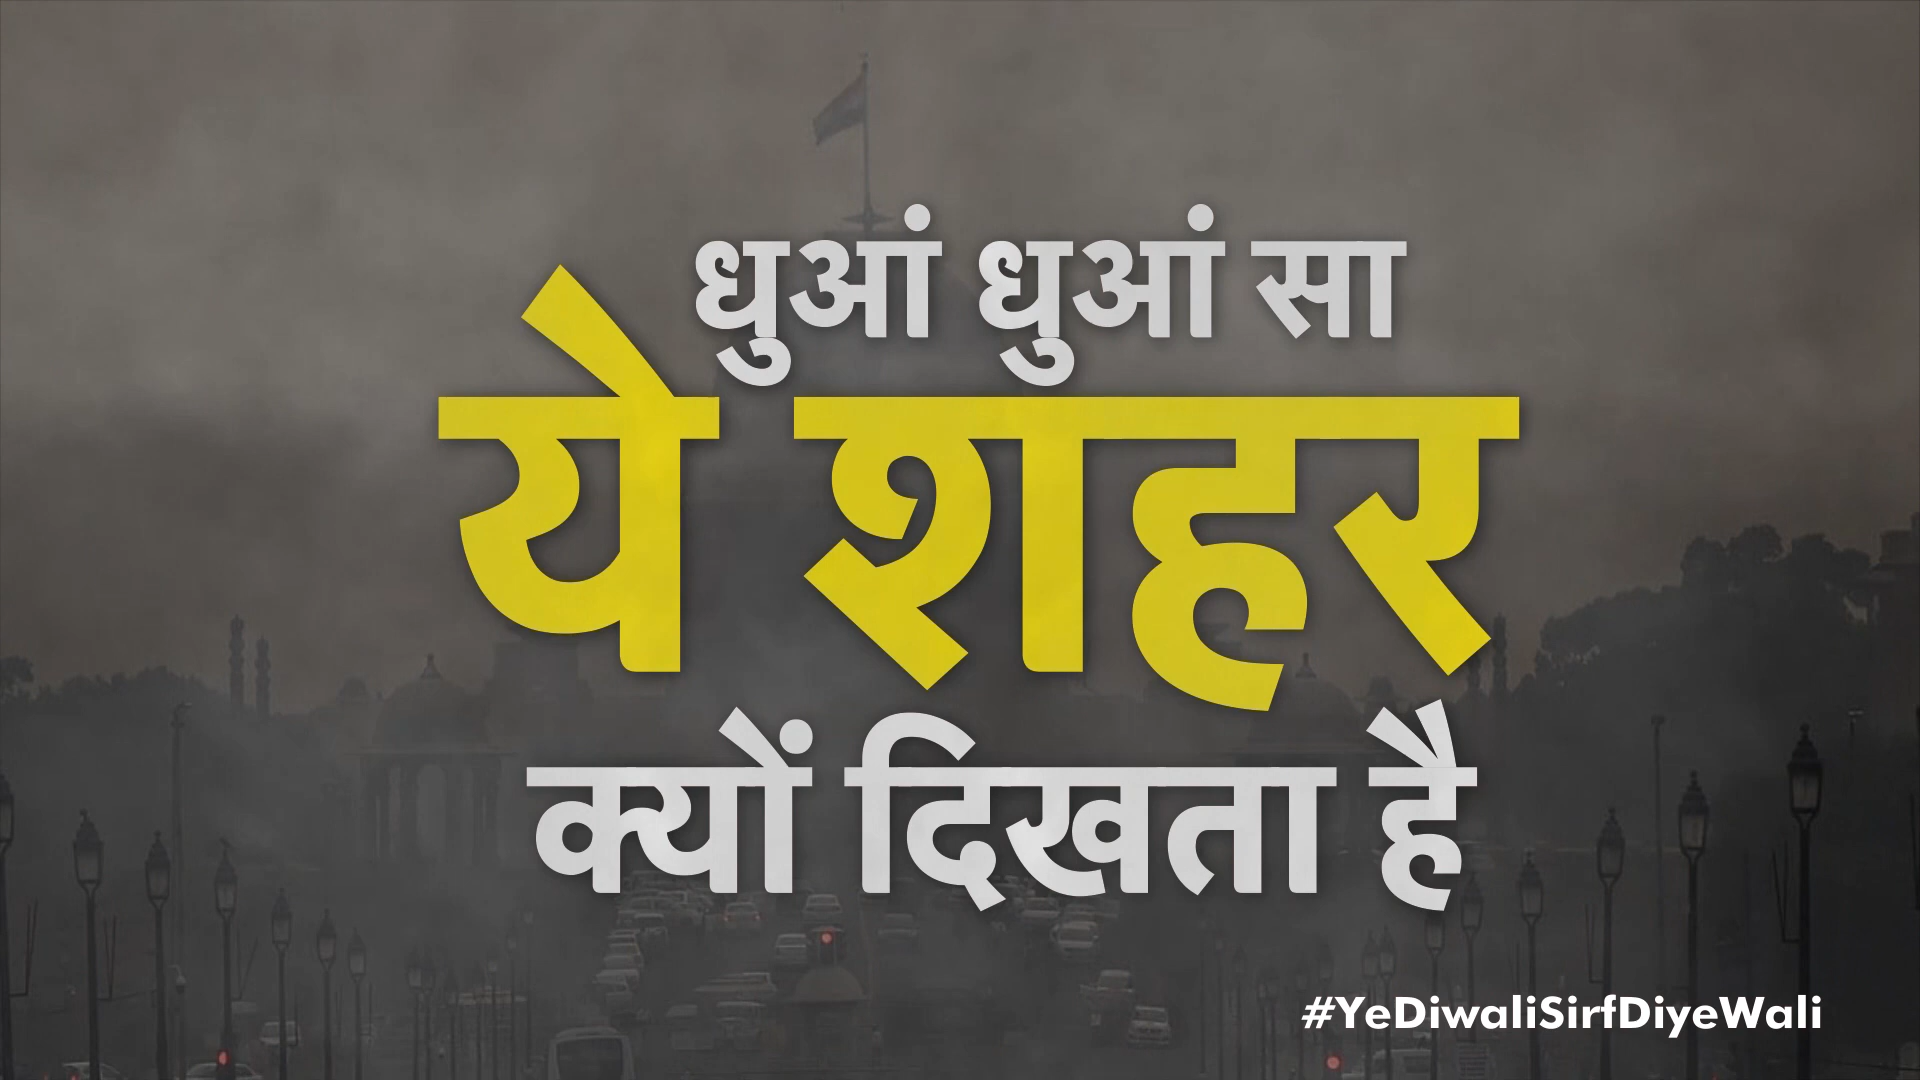 धुआं धुआं सा
ये शहर
क्यों दिखता है
#YeDiwaliSirfDiyeWali